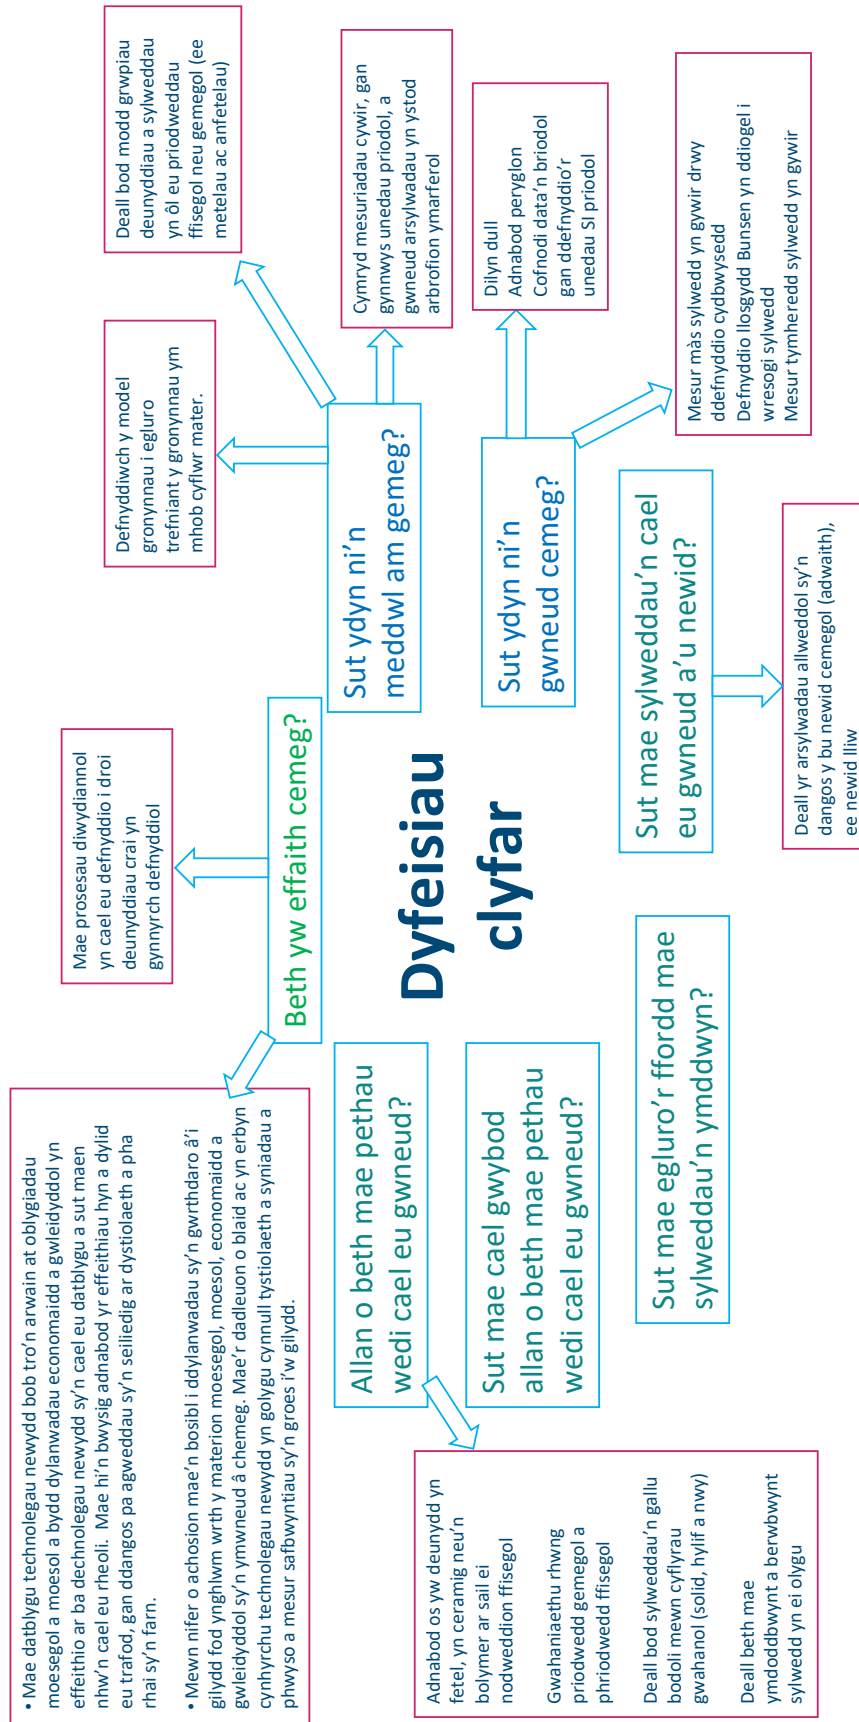 • Mae datblygu technolegau newydd bob tro’n arwain at oblygiadau
moesegol a moesol a bydd dylanwadau economaidd a gwleidyddol yn
effeithio ar ba dechnolegau newydd sy’n cael eu datblygu a sut maen
nhw’n cael eu rheoli.  Mae hi’n bwysig adnabod yr effeithiau hyn a dylid
eu trafod, gan ddangos pa agweddau sy’n seiliedig ar dystiolaeth a pha
rhai sy’n farn.
• Mewn nifer o achosion mae’n bosibl i ddylanwadau sy’n gwrthdaro â’i
gilydd fod ynghlwm wrth y materion moesegol, moesol, economaidd a
gwleidyddol sy’n ymwneud â chemeg. Mae’r dadleuon o blaid ac yn erbyn
cynhyrchu technolegau newydd yn golygu cynnull tystiolaeth a syniadau a
phwyso a mesur safbwyntiau sy’n groes i’w gilydd.
Mae prosesau diwydiannol
yn cael eu defnyddio i droi
deunyddiau crai yn
gynnyrch defnyddiol
Defnyddiwch y model
gronynnau i egluro
trefniant y gronynnau ym
mhob cyflwr mater.
Deall bod modd grwpiau
deunyddiau a sylweddau
yn ôl eu priodweddau
ffisegol neu gemegol (ee
metelau ac anfetelau)
Beth yw effaith cemeg?
Sut ydyn ni’n
meddwl am gemeg?
Cymryd mesuriadau cywir, gan
gynnwys unedau priodol, a
gwneud arsylwadau yn ystod
arbrofion ymarferol
Allan o beth mae pethau
wedi cael eu gwneud?
Dyfeisiau
clyfar
Sut mae cael gwybod
allan o beth mae pethau
wedi cael eu gwneud?
Sut ydyn ni’n
gwneud cemeg?
Dilyn dull
Adnabod peryglon
Cofnodi data’n briodol
gan ddefnyddio’r
unedau SI priodol
Adnabod os yw deunydd yn
fetel, yn ceramig neu’n
bolymer ar sail ei
nodweddion ffisegol
Gwahaniaethu rhwng
priodwedd gemegol a
phriodwedd ffisegol
Deall bod sylweddau’n gallu
bodoli mewn cyflyrau
gwahanol (solid, hylif a nwy)
Deall beth mae
ymdoddbwynt a berwbwynt
sylwedd yn ei olygu
Sut mae egluro’r ffordd mae
sylweddau’n ymddwyn?
Sut mae sylweddau’n cael
eu gwneud a’u newid?
Mesur màs sylwedd yn gywir drwy
ddefnyddio cydbwysedd
Defnyddio llosgydd Bunsen yn ddiogel i
wresogi sylwedd
Mesur tymheredd sylwedd yn gywir
Deall yr arsylwadau allweddol sy’n
dangos y bu newid cemegol (adwaith),
ee newid lliw